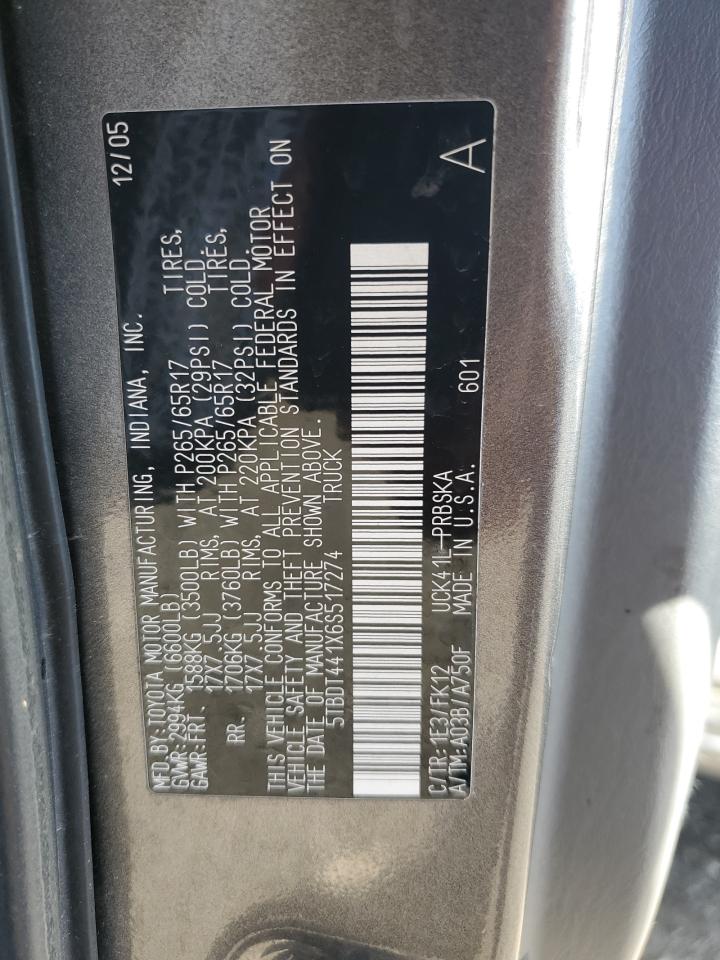 MFD.BY:TOYOTA MOTOR MANUFACTURING, INDIANA, INC. 12/05
GVWR:2994KG (6600LB)
GAWR:FRT. 1588KG (3500LB) WITH P265/65R17 TIRES,
17X7.5JJ RIMS, AT 200KPA (29PSI) COLD.
RR. 1706KG (3760LB) WITH P265/65R17 TIRES,
17X7.5JJ RIMS, AT 220KPA (32PSI) COLD.
THIS VEHICLE CONFORMS TO ALL APPLICABLE FEDERAL MOTOR
VEHICLE SAFETY AND THEFT PREVENTION STANDARDS IN EFFECT ON
THE DATE OF MANUFACTURE SHOWN ABOVE.
5TBDT441X6S517274 TRUCK
C/TR:1E3/FK12 UCK41L-PRBSKA 601 A
A/TM:A03B/A750F MADE IN U.S.A.